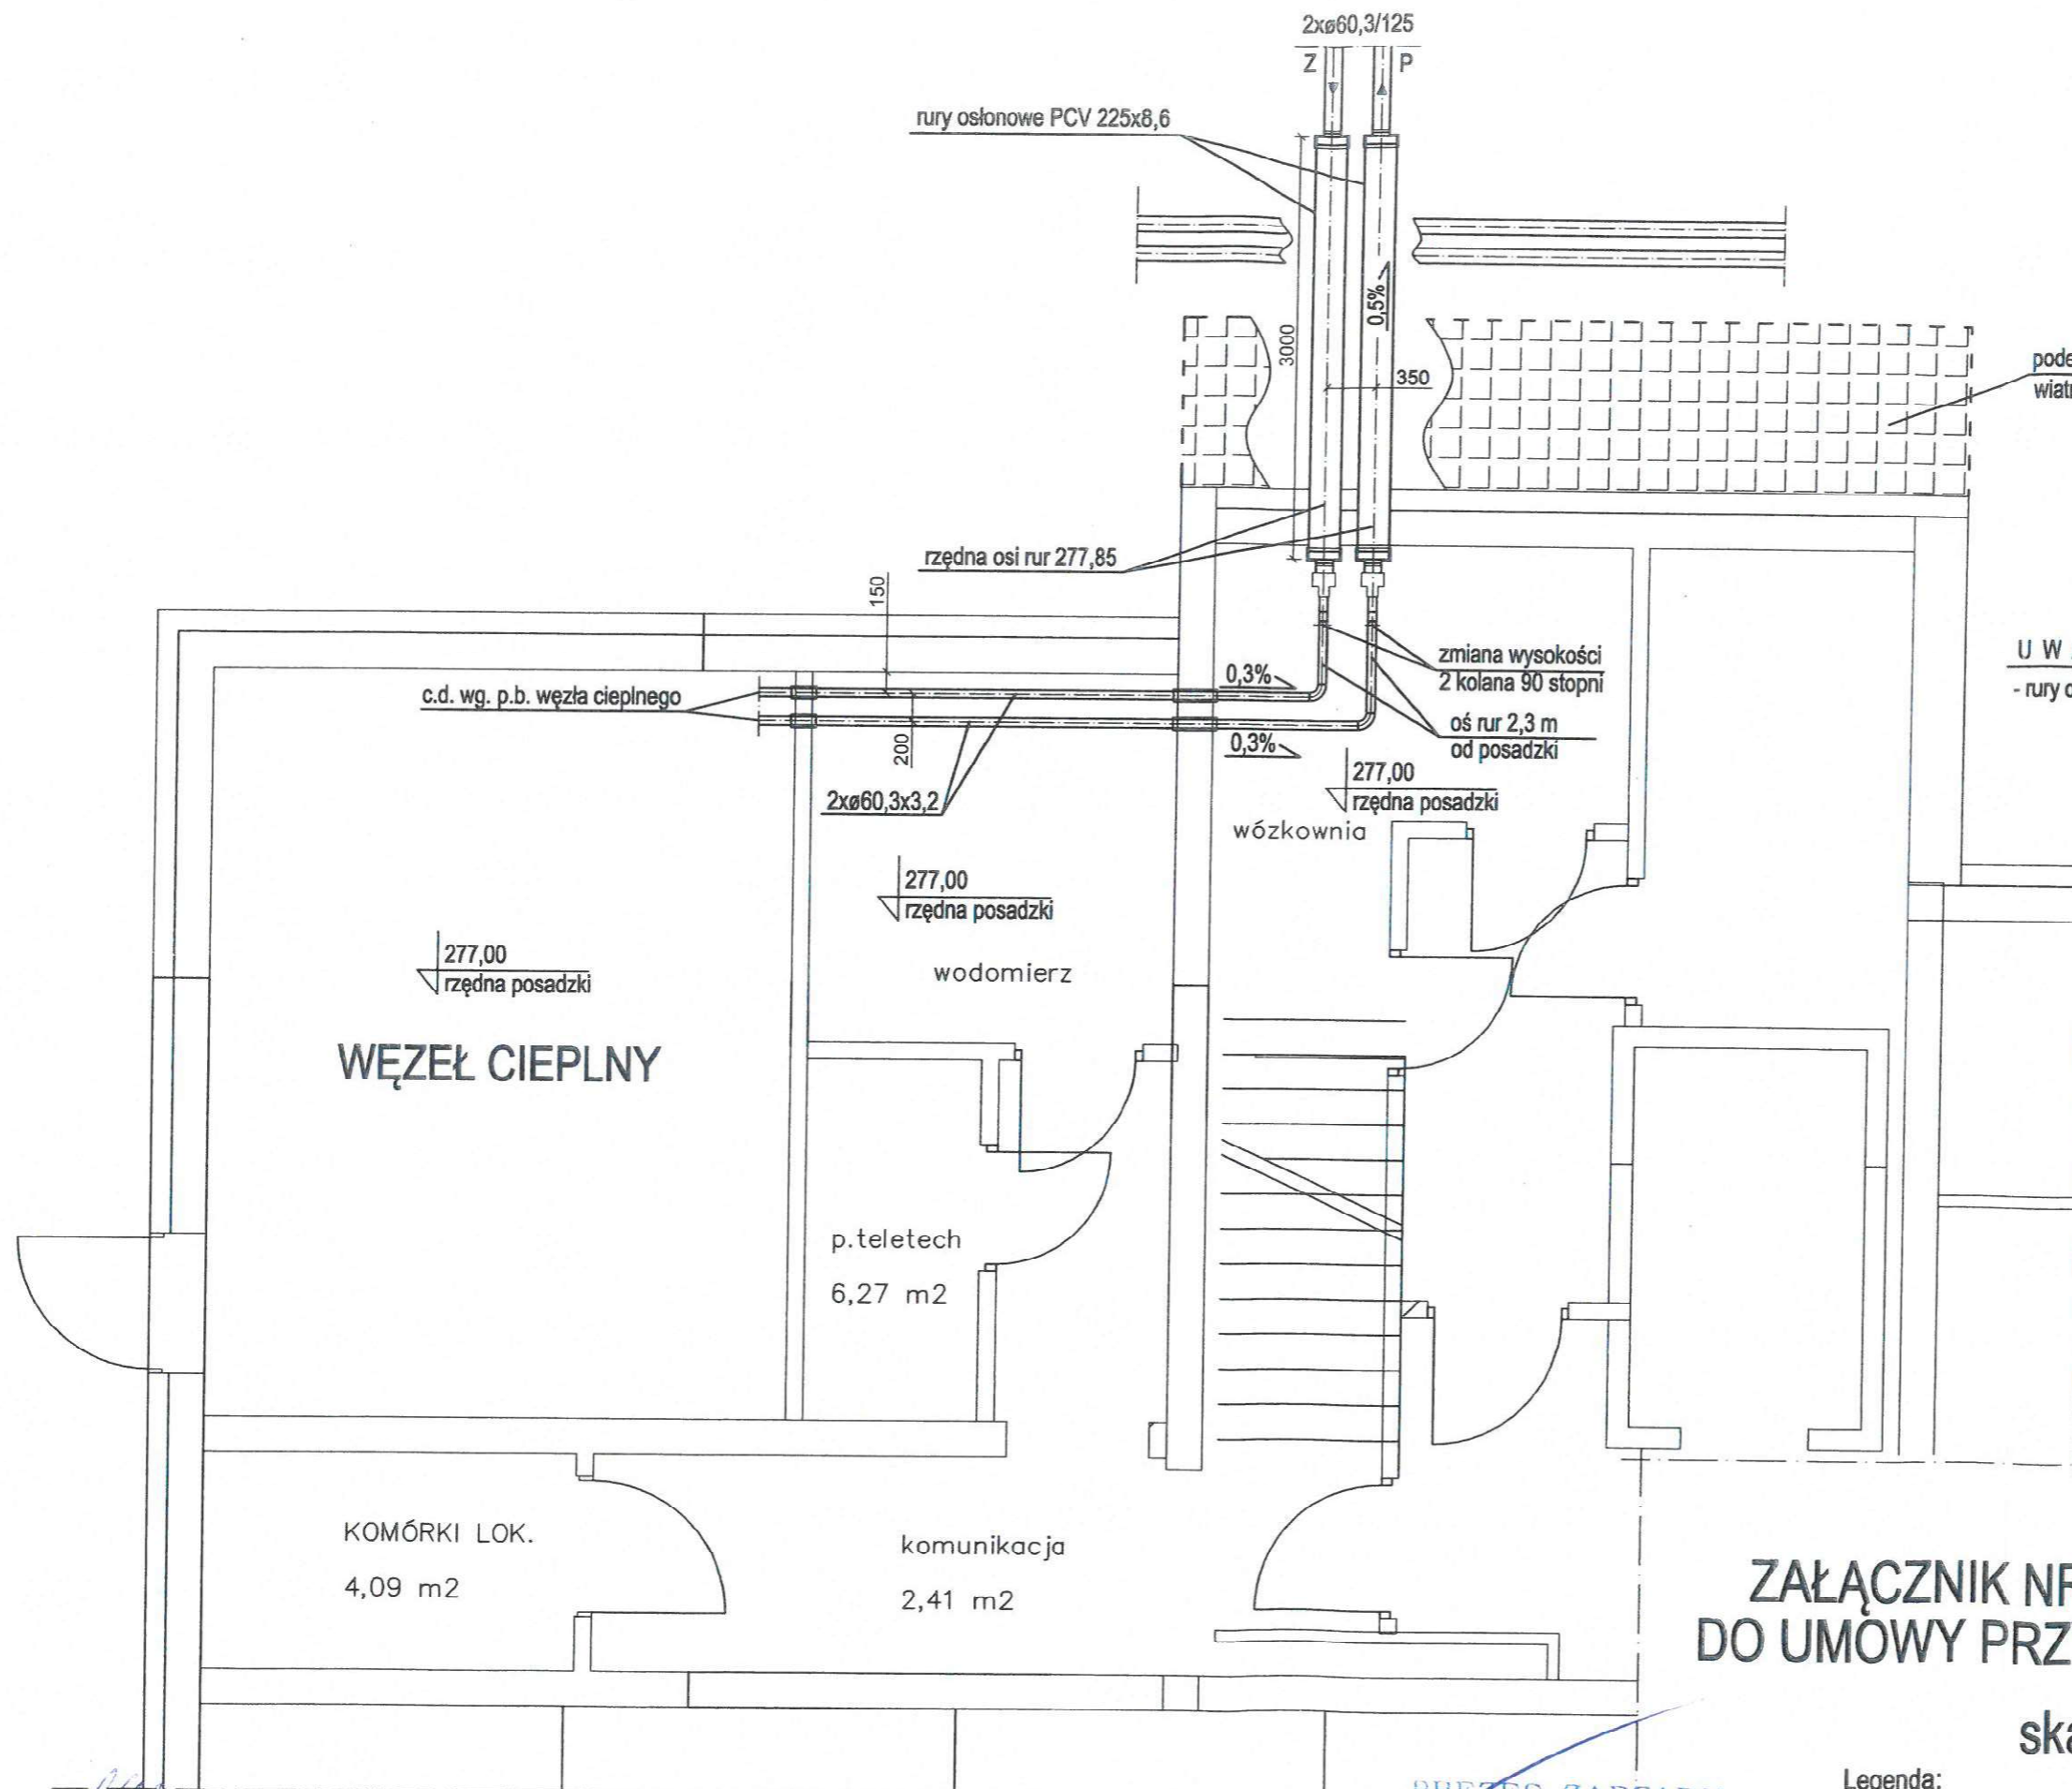 2xø60,3/125
Z P
rury osłonowe PCV 225x8,6
3000
0,5%
350
rzędna osi rur 277,85
150
c.d. wg. p.b. węzła cieplnego
0,3%
zmiana wysokości
2 kolana 90 stopni
0,3%
oś rur 2,3 m
od posadzki
200
2xø60,3x3,2
277,00
rzędna posadzki
wózkownia
277,00
rzędna posadzki
wodomierz
277,00
rzędna posadzki
WĘZEŁ CIEPLNY
p.teletech
6,27 m2
KOMÓRKI LOK.
4,09 m2
komunikacja
2,41 m2
U W
- rury
ZAŁĄCZNIK NR
DO UMOWY PRZ
ska
Legenda:
PREZES ZARZĄDU